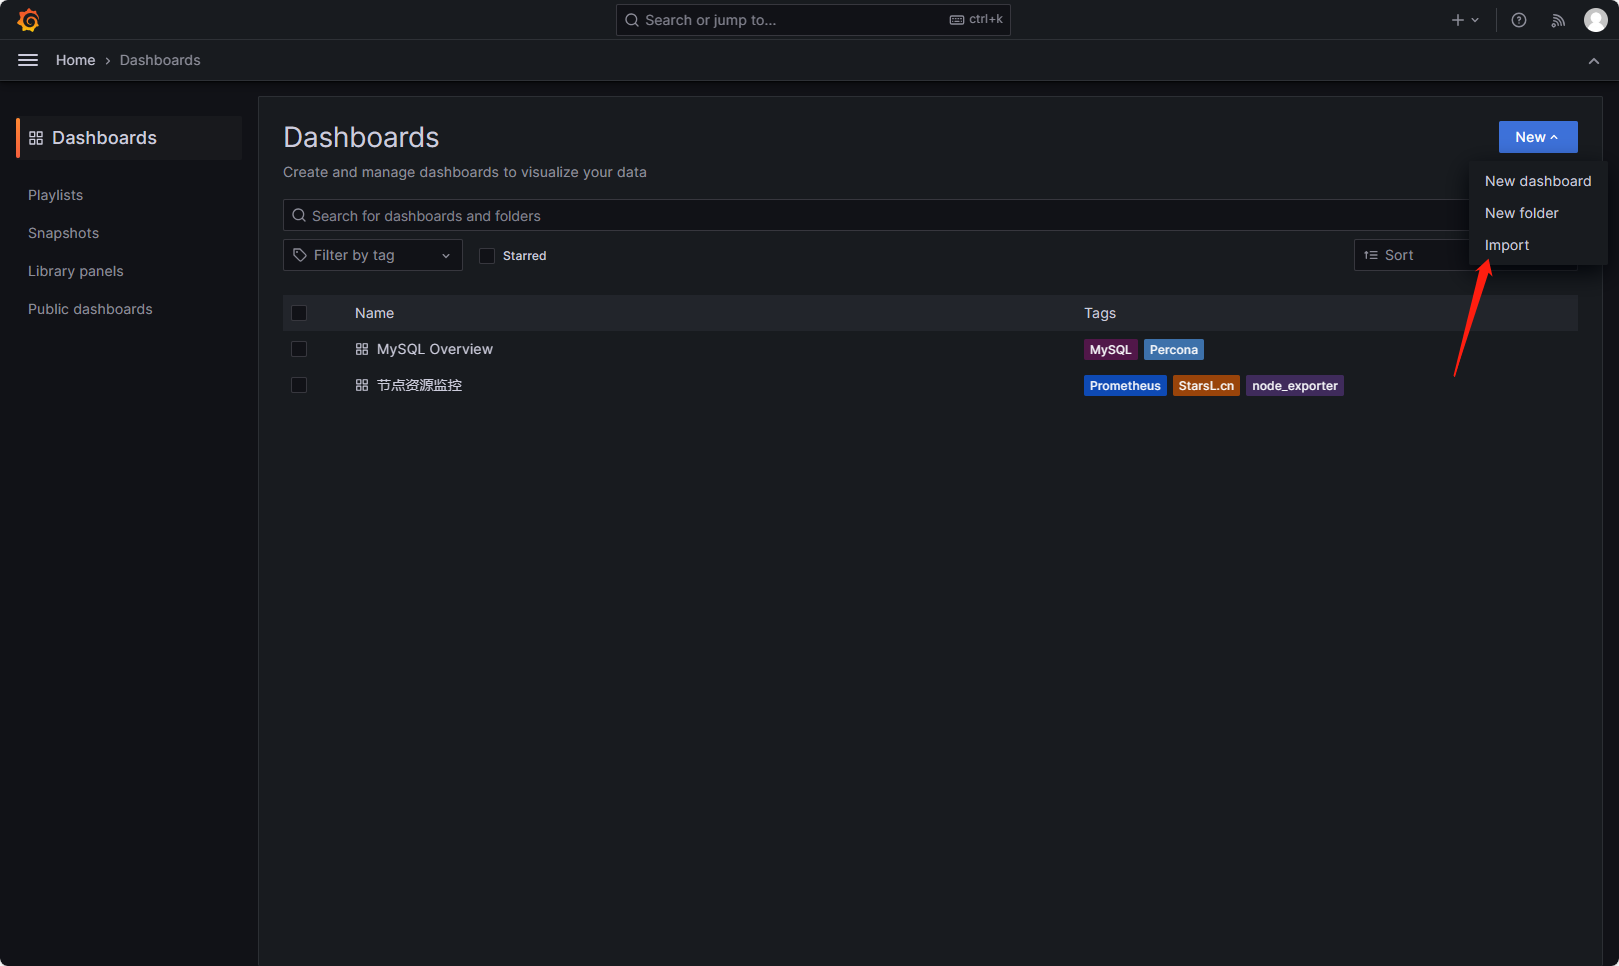 Search or jump to... ctrl+k
Home › Dashboards
Dashboards
Playlists
Snapshots
Library panels
Public dashboards
Dashboards
Create and manage dashboards to visualize your data
New
New dashboard
New folder
Import
Search for dashboards and folders
Filter by tag
Starred
Sort
Name Tags
MySQL Overview MySQL Percona
节点资源监控 Prometheus StarsL.cn node_exporter